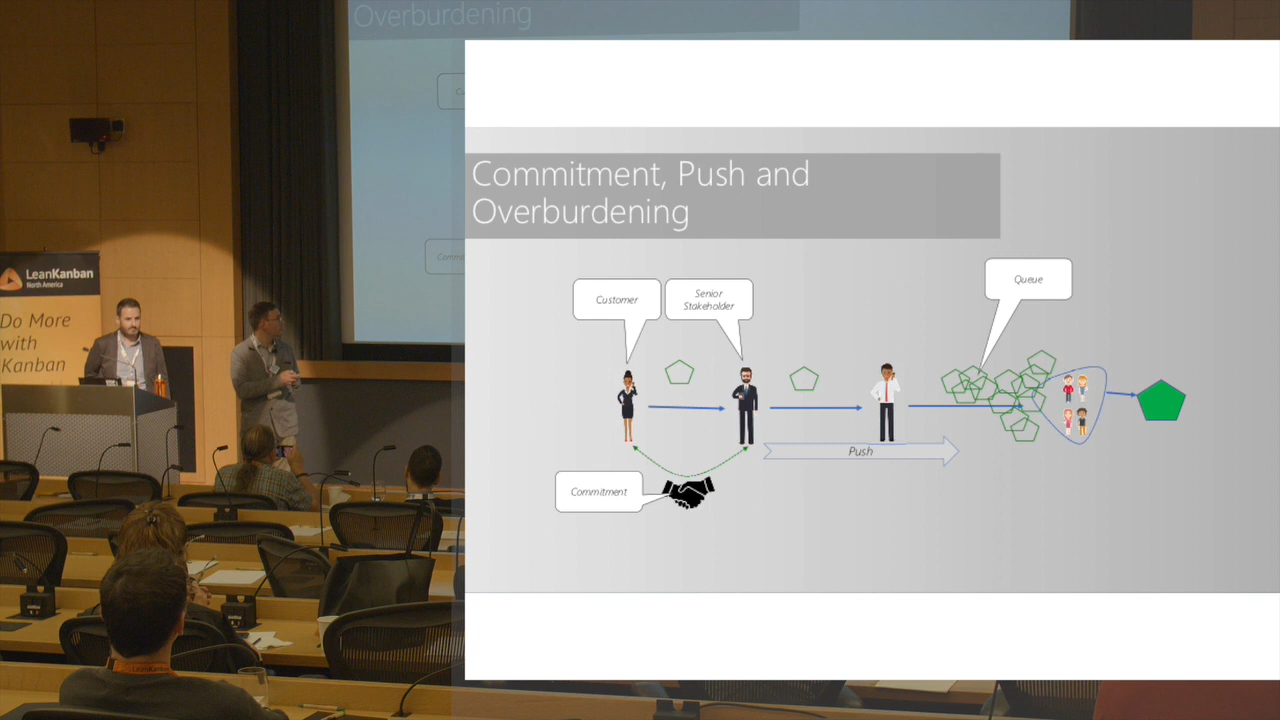 Overburdening
LeanKanban
North America
Do More
with
Kanban
Commitment, Push and
Overburdening
Customer
Senior
Stakeholder
Queue
Push
Commitment